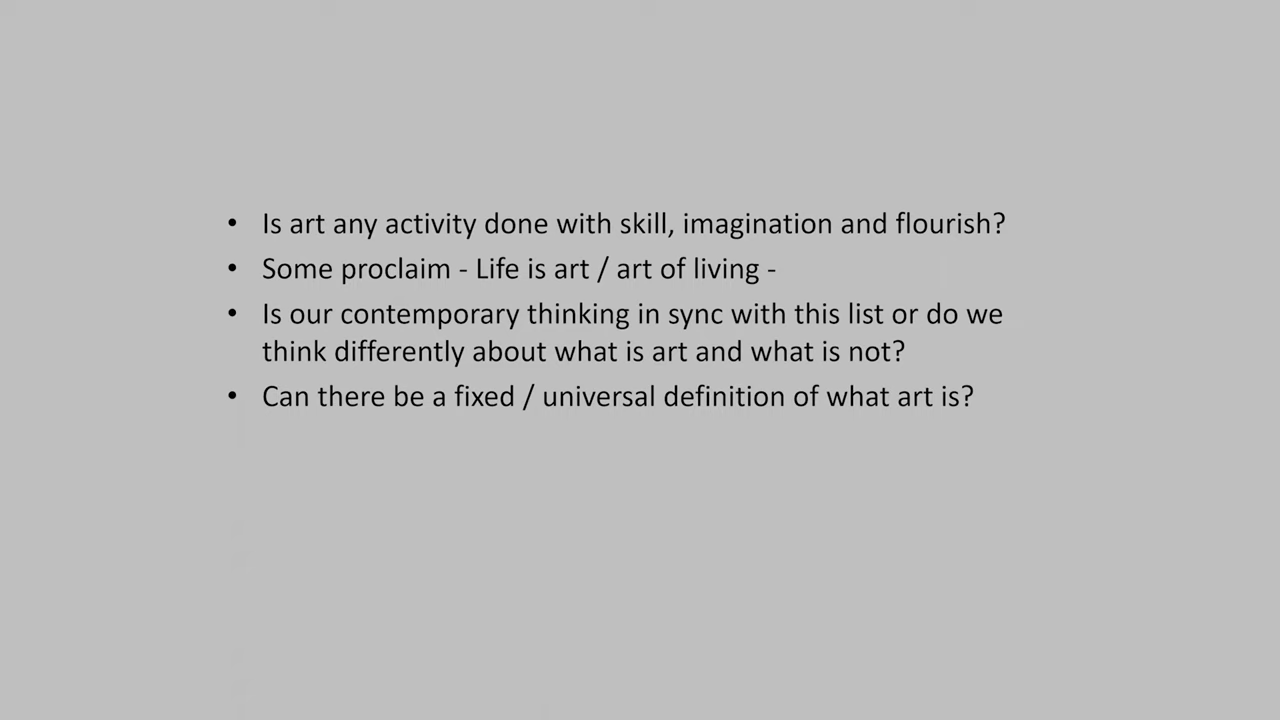 • Is art any activity done with skill, imagination and flourish?
• Some proclaim - Life is art / art of living -
• Is our contemporary thinking in sync with this list or do we
think differently about what is art and what is not?
• Can there be a fixed / universal definition of what art is?